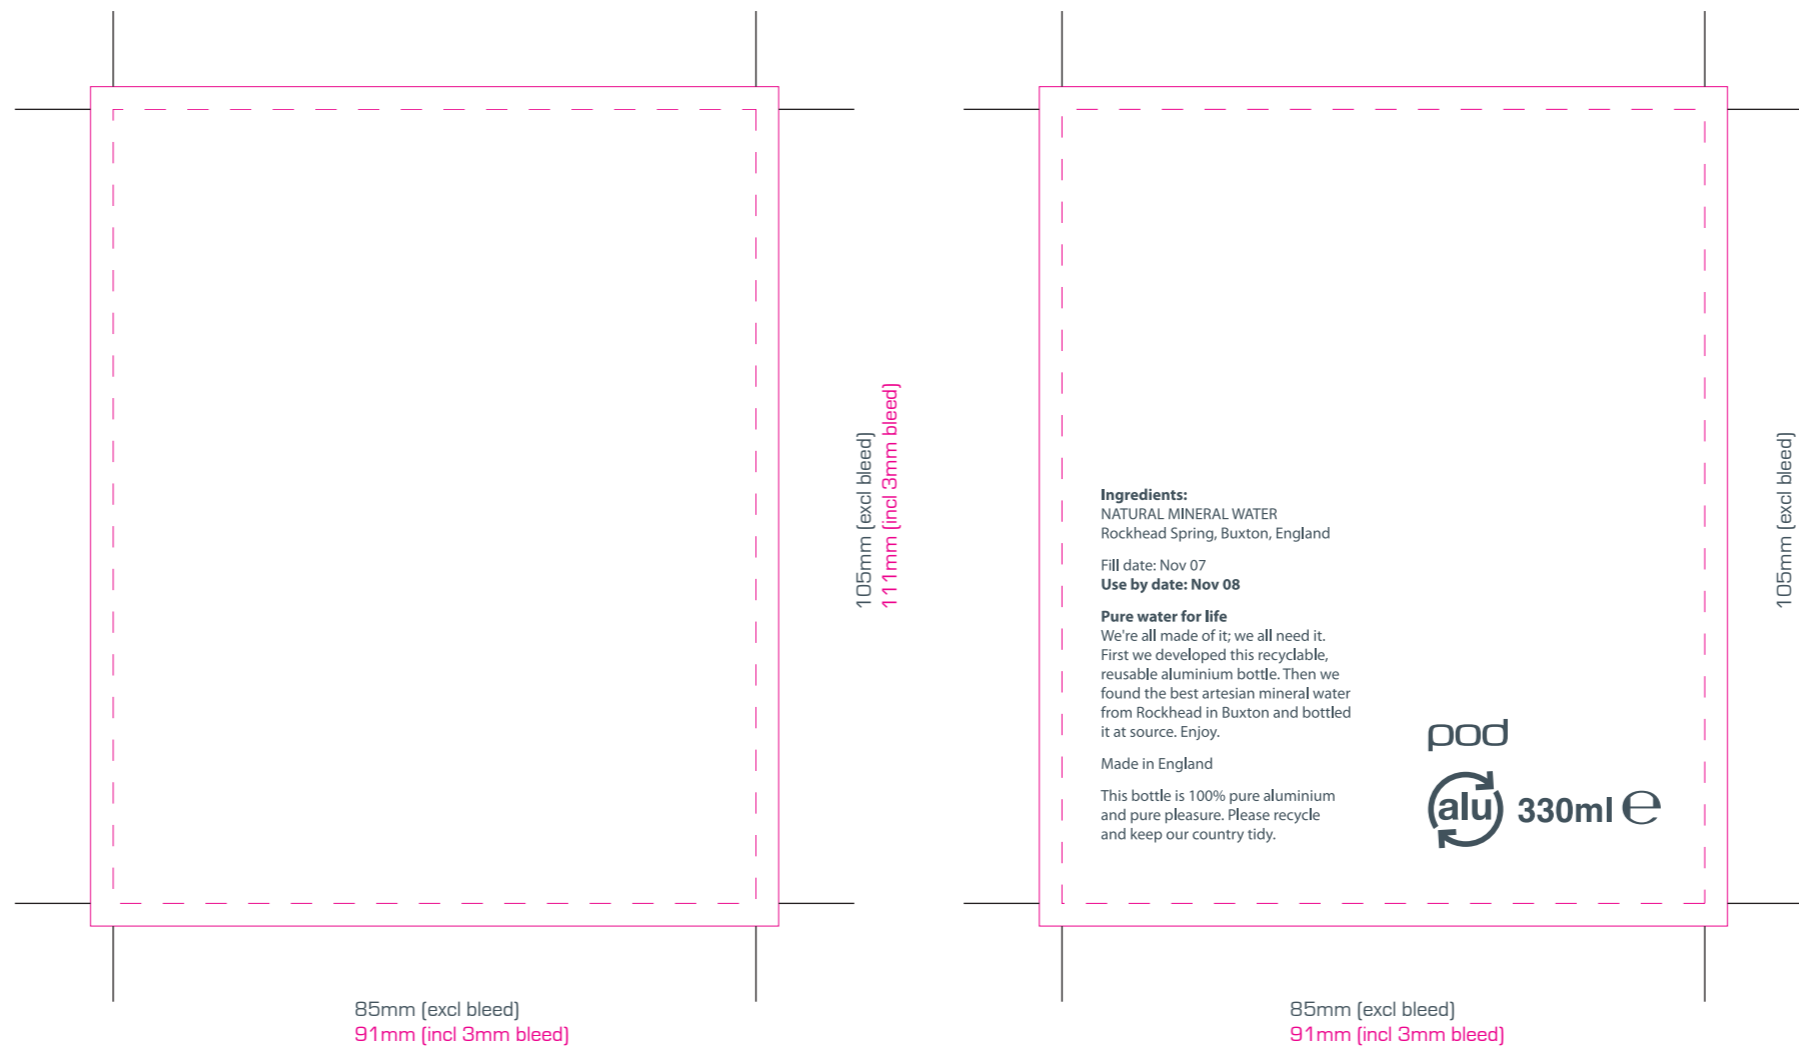 105mm (excl bleed)
111mm (incl 3mm bleed)
85mm (excl bleed)
91mm (incl 3mm bleed)
Ingredients:
NATURAL MINERAL WATER
Rockhead Spring, Buxton, England
Fill date: Nov 07
Use by date: Nov 08
Pure water for life
We're all made of it; we all need it.
First we developed this recyclable,
reusable aluminium bottle. Then we
found the best artesian mineral water
from Rockhead in Buxton and bottled
it at source. Enjoy.
Made in England
This bottle is 100% pure aluminium
and pure pleasure. Please recycle
and keep our country tidy.
pod
alu 330ml e
105mm (excl bleed)
85mm (excl bleed)
91mm (incl 3mm bleed)